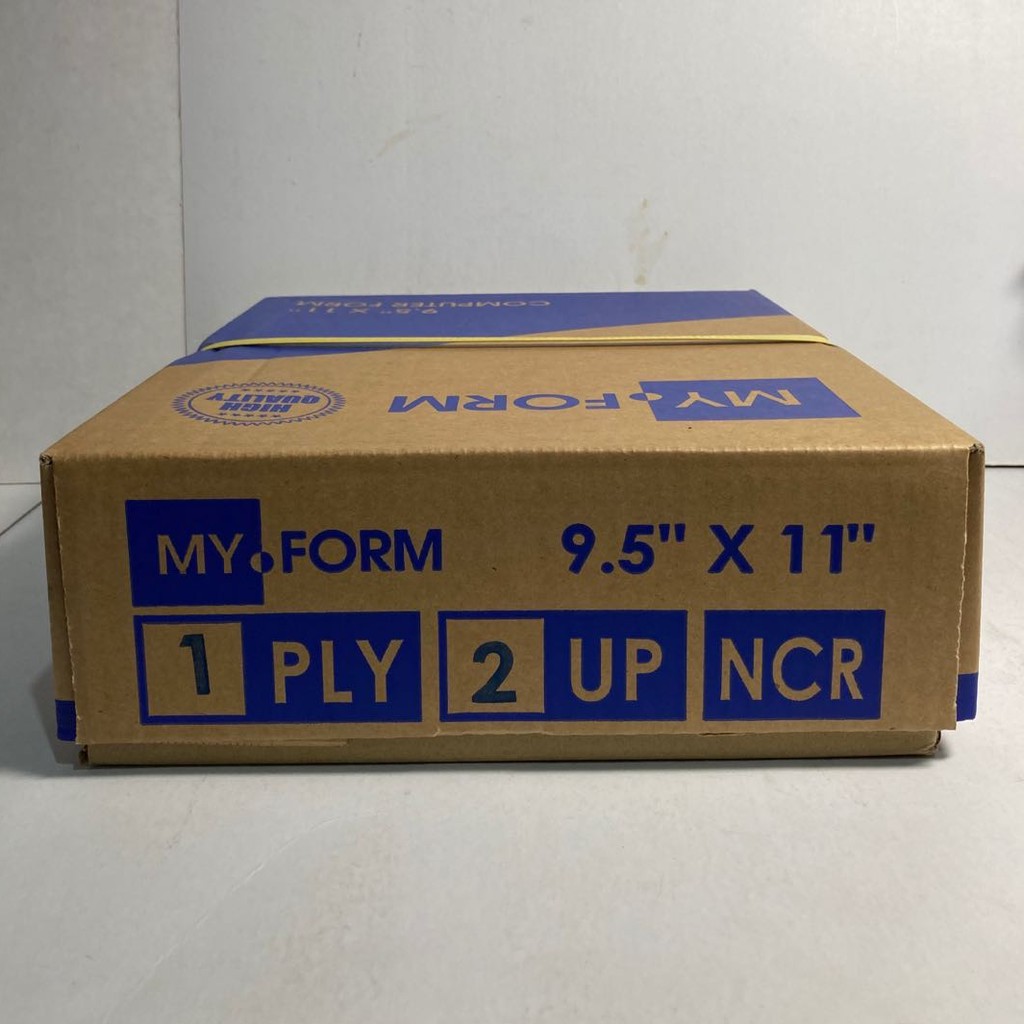 COMPUTER FORM
9.5" X 11"
HIGH
QUALITY
MY.FORM
MY.FORM
9.5" X 11"
1 PLY
2 UP
NCR